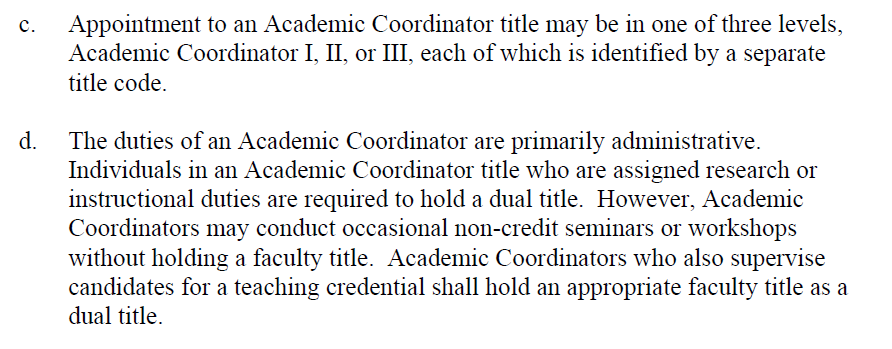 c. Appointment to an Academic Coordinator title may be in one of three levels,
Academic Coordinator I, II, or III, each of which is identified by a separate
title code.
d. The duties of an Academic Coordinator are primarily administrative.
Individuals in an Academic Coordinator title who are assigned research or
instructional duties are required to hold a dual title.  However, Academic
Coordinators may conduct occasional non-credit seminars or workshops
without holding a faculty title.  Academic Coordinators who also supervise
candidates for a teaching credential shall hold an appropriate faculty title as a
dual title.